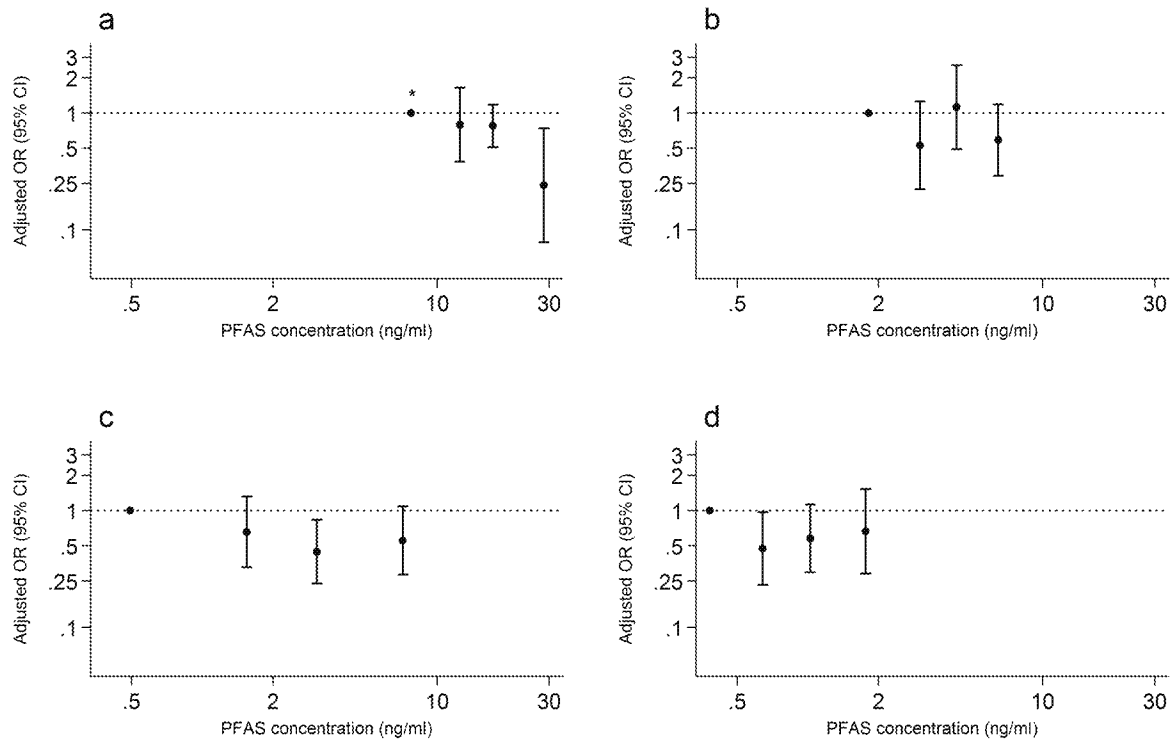 a
3
2
1
.5
.25
.1
Adjusted OR (95% CI)
*
.5 2 10 30
PFAS concentration (ng/ml)
b
3
2
1
.5
.25
.1
Adjusted OR (95% CI)
.5 2 10 30
PFAS concentration (ng/ml)
c
3
2
1
.5
.25
.1
Adjusted OR (95% CI)
.5 2 10 30
PFAS concentration (ng/ml)
d
3
2
1
.5
.25
.1
Adjusted OR (95% CI)
.5 2 10 30
PFAS concentration (ng/ml)